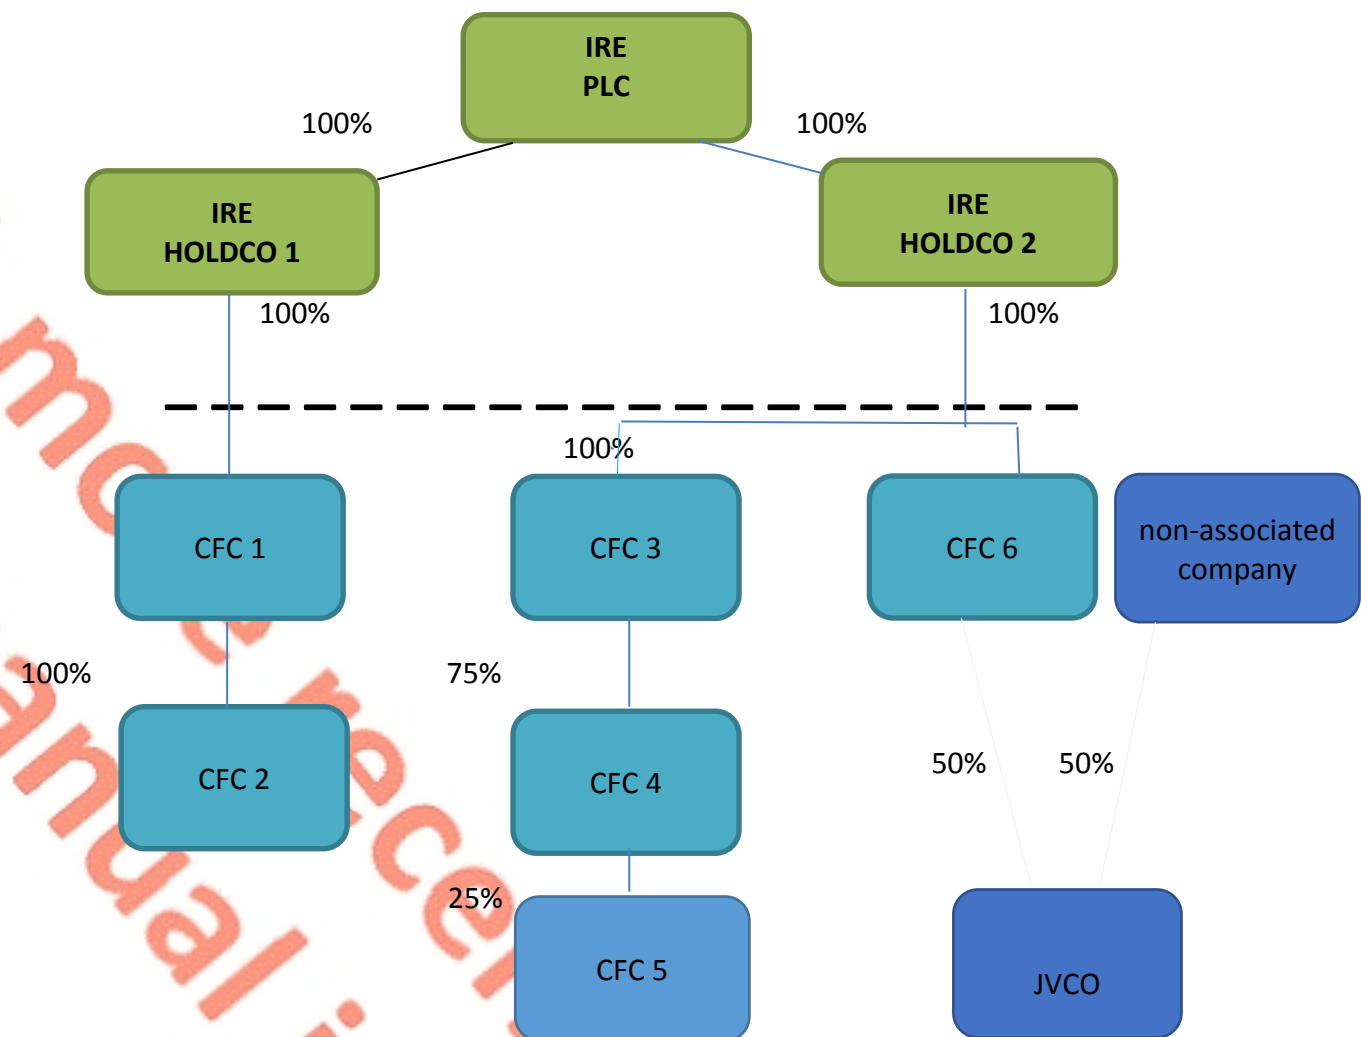 IRE
PLC
100%
100%
IRE
HOLDCO 1
IRE
HOLDCO 2
100%
100%
100%
CFC 1
CFC 3
CFC 6
non-associated
company
100%
75%
CFC 2
CFC 4
50%
50%
25%
CFC 5
JVCO